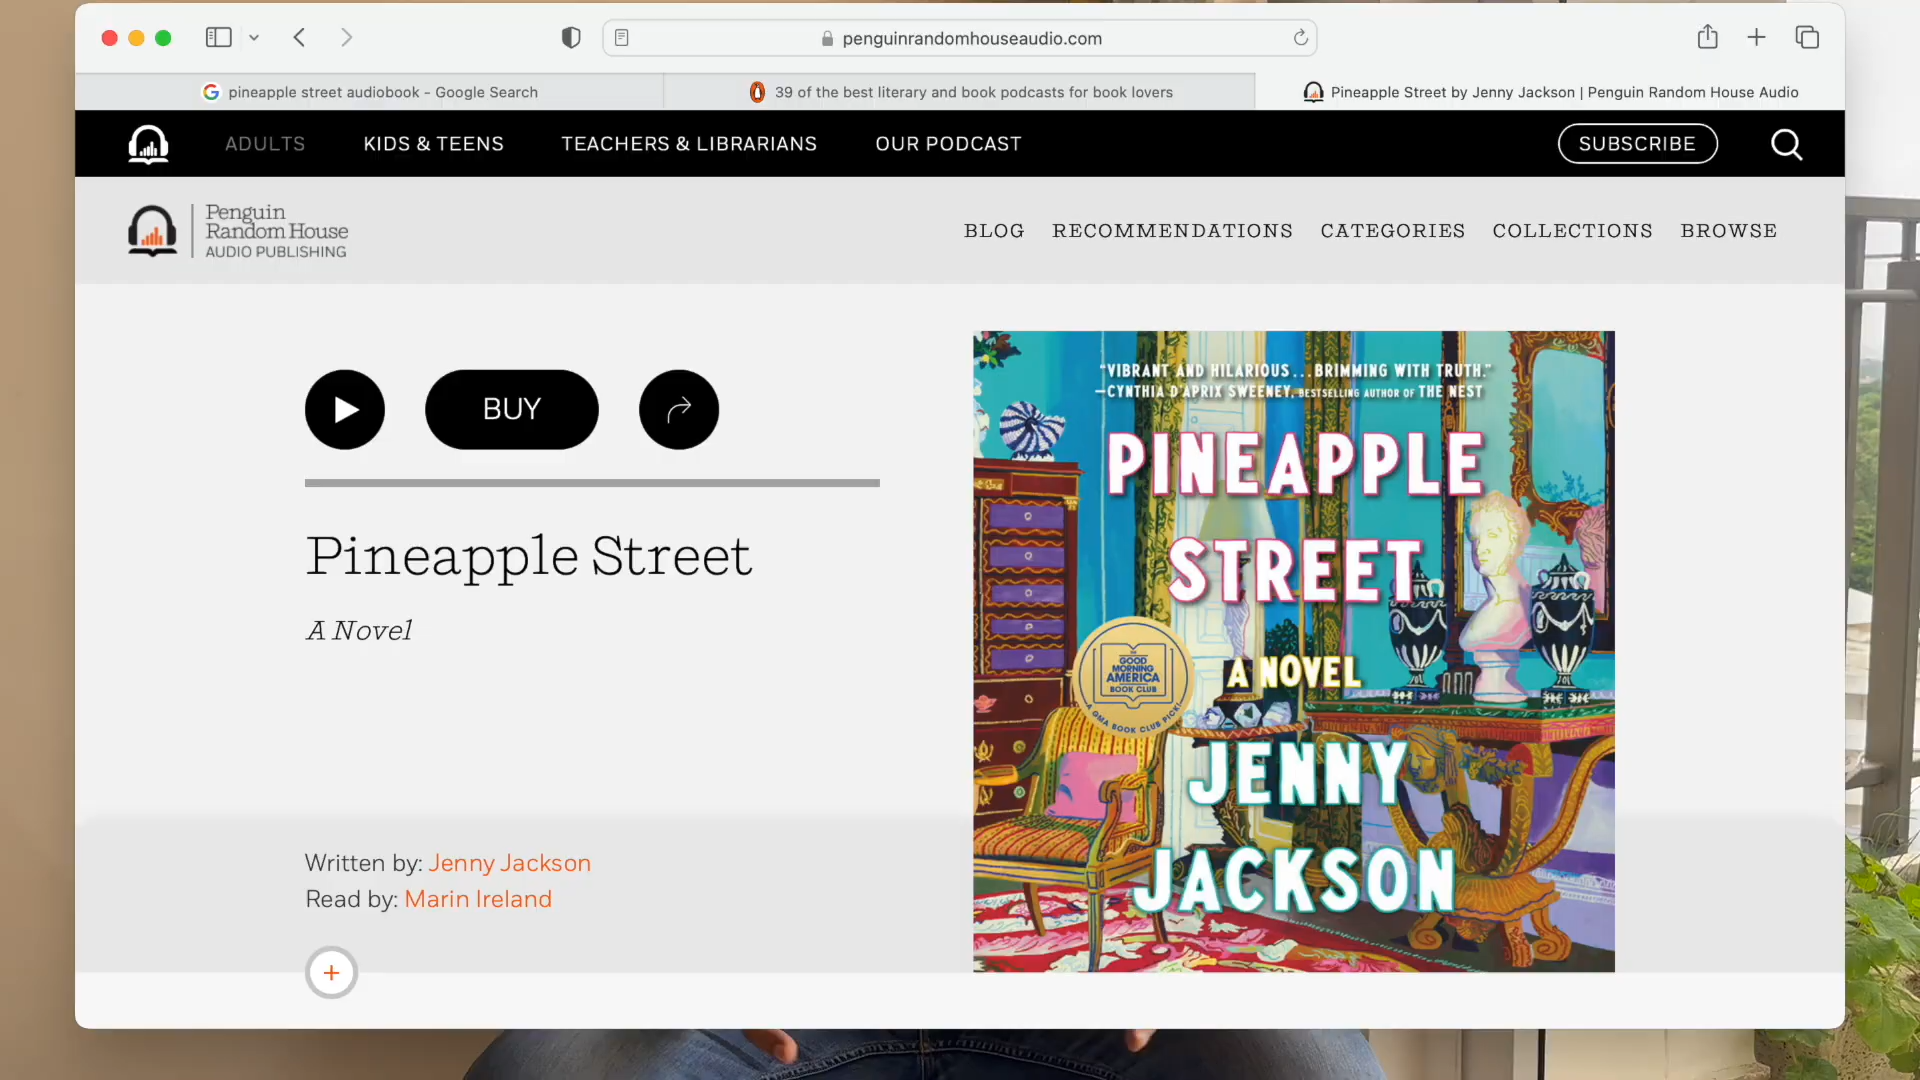 penguinrandomhouseaudio.com
pineapple street audiobook - Google Search
39 of the best literary and book podcasts for book lovers
Pineapple Street by Jenny Jackson | Penguin Random House Audio
ADULTS
KIDS & TEENS
TEACHERS & LIBRARIANS
OUR PODCAST
SUBSCRIBE
Penguin
Random House
AUDIO PUBLISHING
BLOG
RECOMMENDATIONS
CATEGORIES
COLLECTIONS
BROWSE
BUY
Pineapple Street
A Novel
Written by: Jenny Jackson
Read by: Marin Ireland
"VIBRANT AND HILARIOUS...BRIMMING WITH TRUTH."
—CYNTHIA D'APRIX SWEENEY, BESTSELLING AUTHOR OF THE NEST
PINEAPPLE
STREET
GOOD
MORNING
AMERICA
BOOK CLUB
A GMA BOOK CLUB PICK!
A NOVEL
JENNY
JACKSON